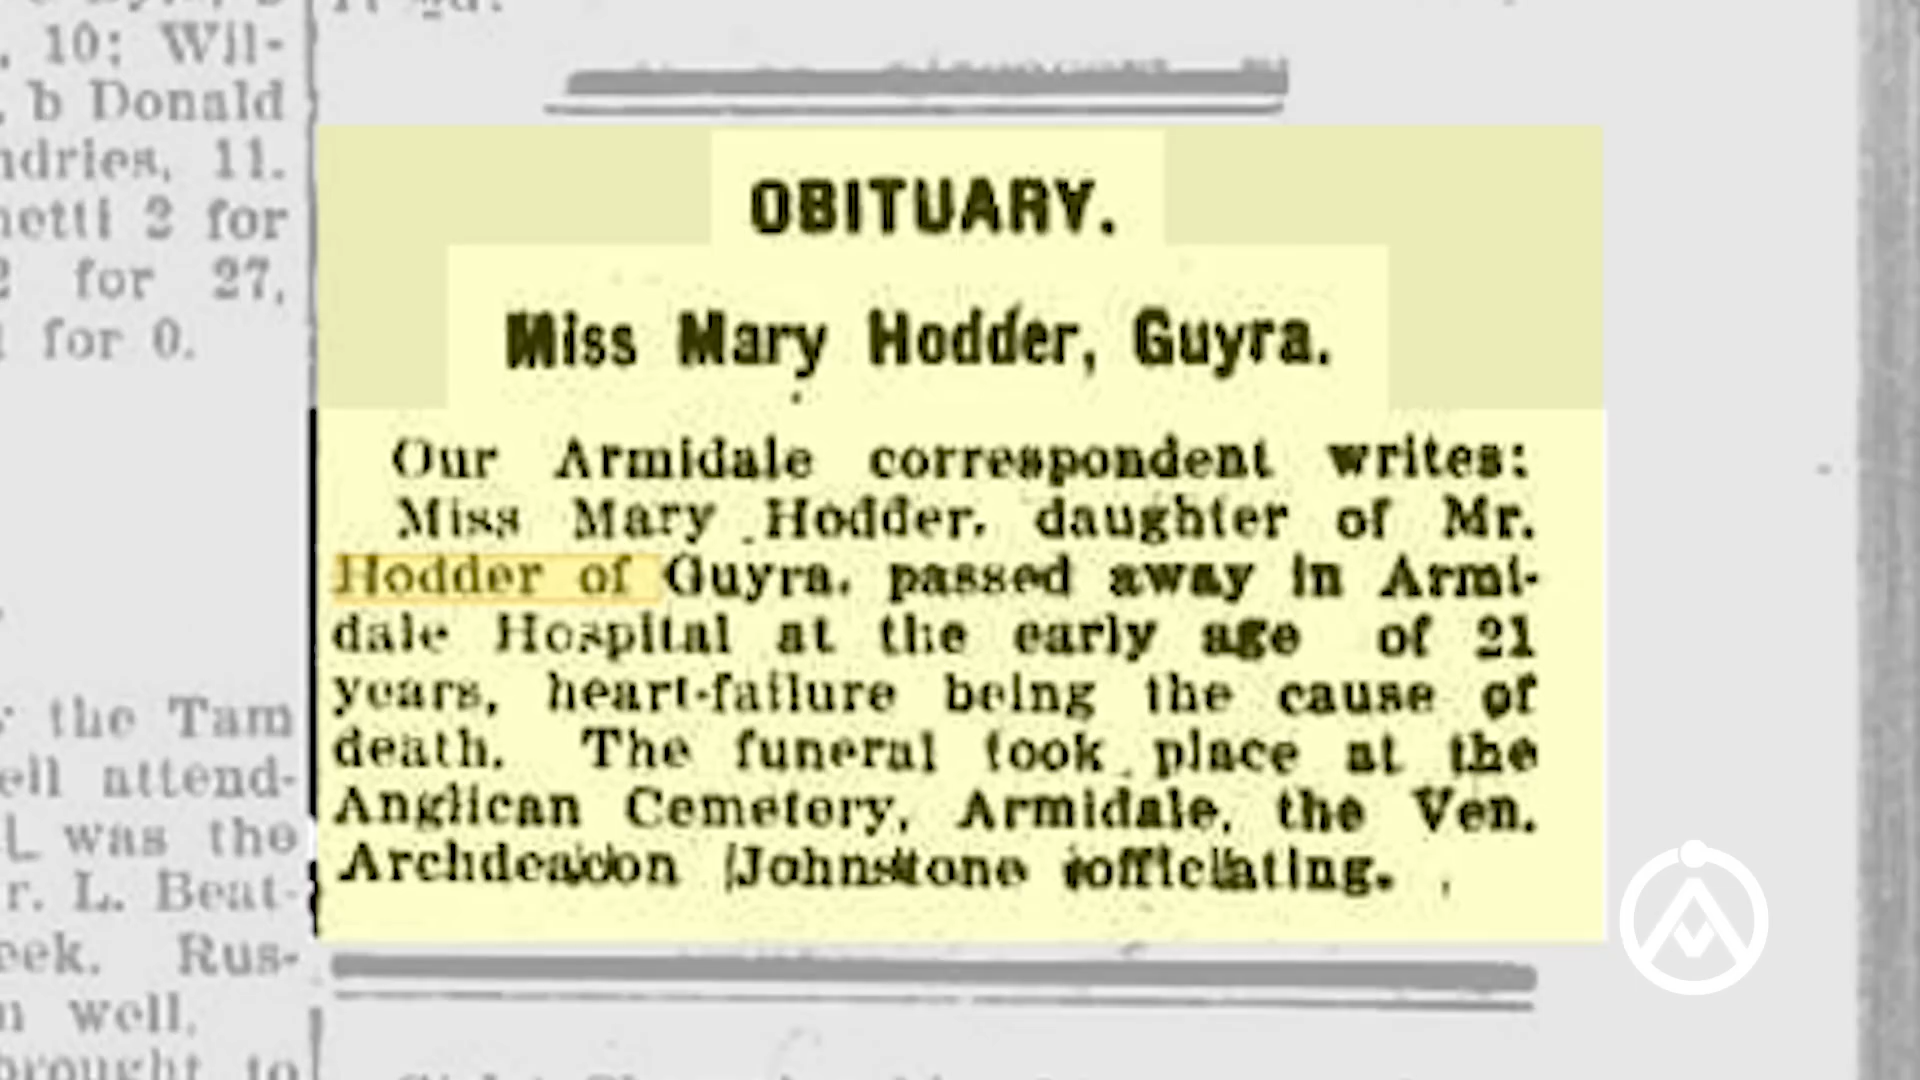 , 10; Wil-
, b Donald
ndries, 11.
netti 2 for
2 for 27,
for 0.
the Tam
ell attend-
was the
r. L. Beat-
eek. Rus-
n well.
brought to
OBITUARY.
Miss Mary Hodder, Guyra.
Our Armidale correspondent writes:
Miss Mary Hodder, daughter of Mr.
Hodder of Guyra, passed away in Armi-
dale Hospital at the early age of 21
years, heart-failure being the cause of
death. The funeral took place at the
Anglican Cemetery, Armidale, the Ven.
Archdeacon Johnstone officiating.